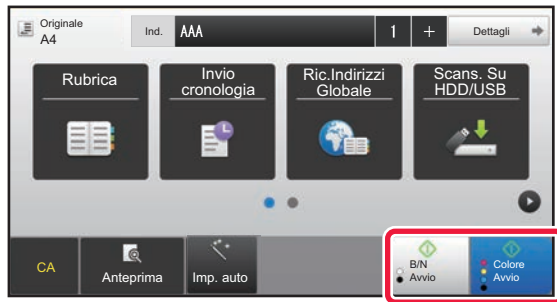 Originale
A4
Ind.
AAA
1
+
Dettagli
Rubrica
Invio
cronologia
Ric.Indirizzi
Globale
Scans. Su
HDD/USB
CA
Anteprima
Imp. auto
B/N
Avvio
Colore
Avvio